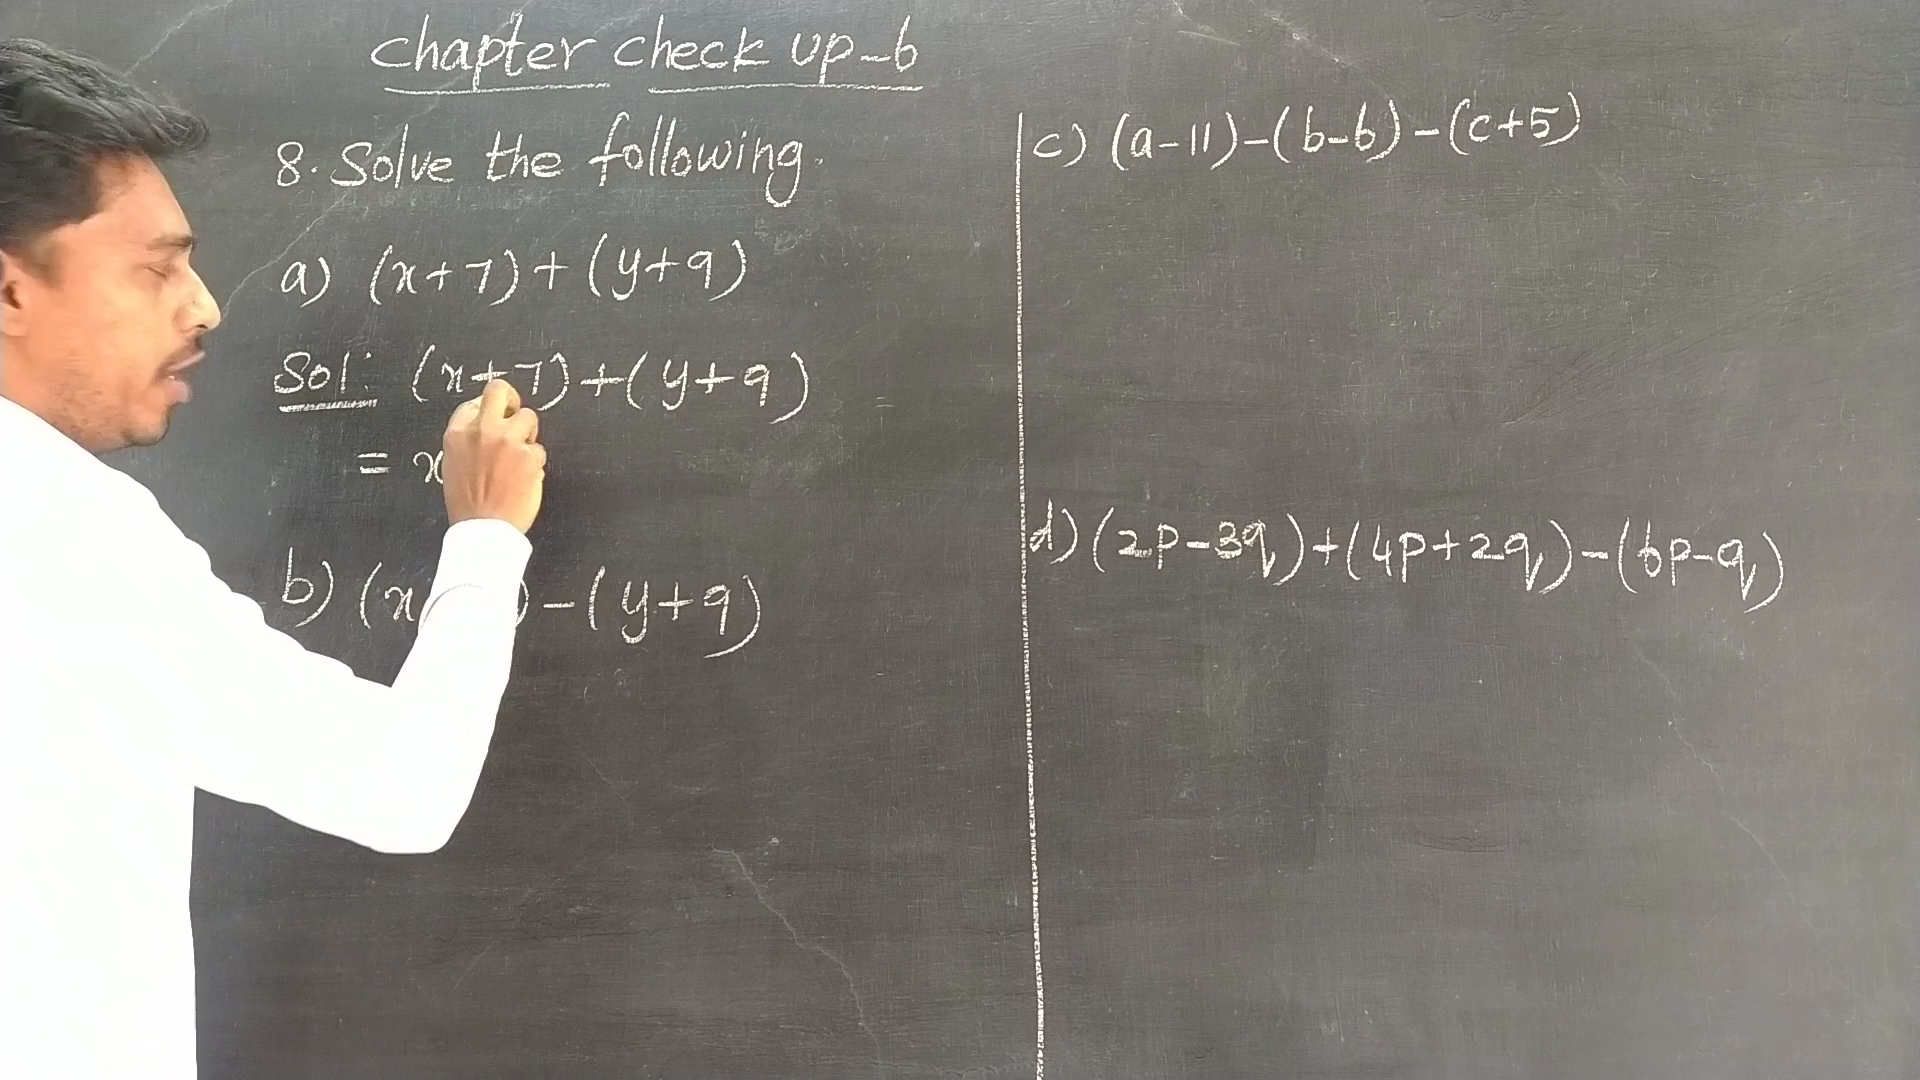 Chapter Check Up-6
8. Solve the following.
a) (x+7)+(y+9)
Sol: (x+7)+(y+9)
= x
b) (x ) - (y+9)
c) (a-11)-(b-6)-(c+5)
d) (2p-3q)+(4p+2q)-(6p-q)